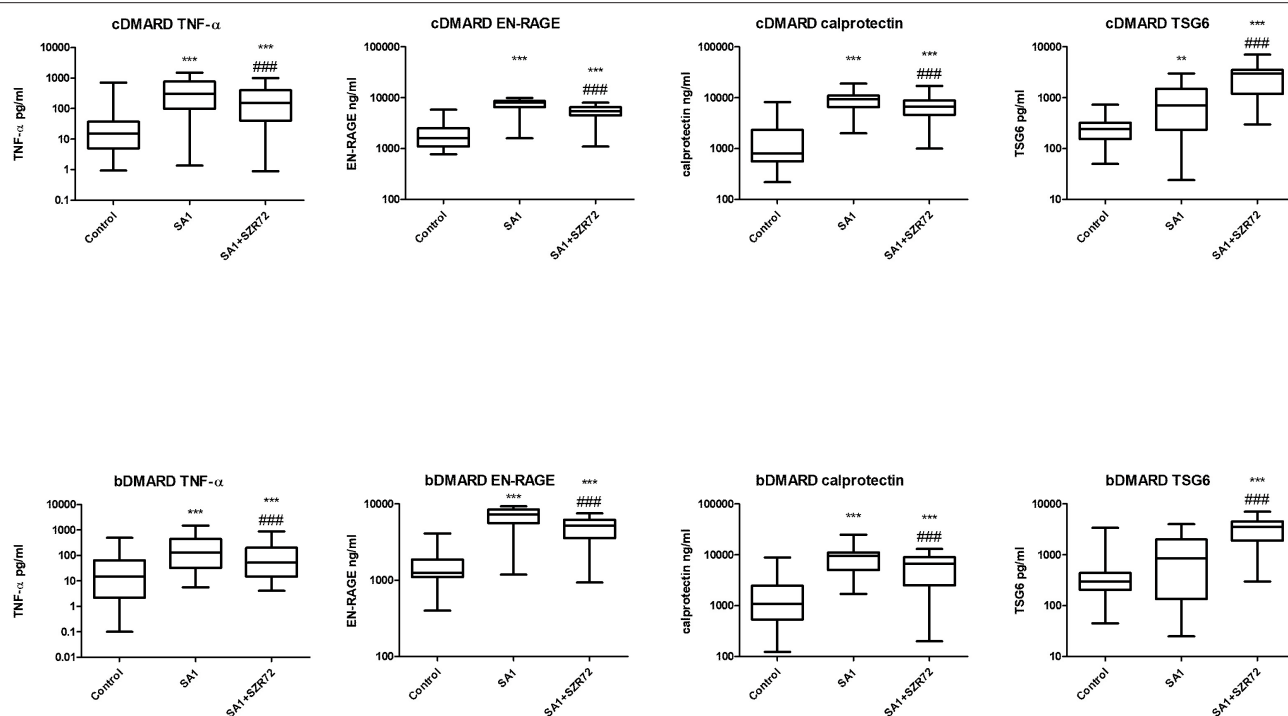 cDMARD TNF-α
TNF-α pg/ml
10000
1000
100
10
1
0.1
***
***
###
Control
SA1
SA1+SZR72
cDMARD EN-RAGE
EN-RAGE ng/ml
100000
10000
1000
100
***
***
###
Control
SA1
SA1+SZR72
cDMARD calprotectin
calprotectin ng/ml
100000
10000
1000
100
***
***
###
Control
SA1
SA1+SZR72
cDMARD TSG6
TSG6 pg/ml
10000
1000
100
10
**
***
###
Control
SA1
SA1+SZR72
bDMARD TNF-α
TNF-α pg/ml
10000
1000
100
10
1
0.1
0.01
***
***
###
Control
SA1
SA1+SZR72
bDMARD EN-RAGE
EN-RAGE ng/ml
10000
1000
100
***
***
###
Control
SA1
SA1+SZR72
bDMARD calprotectin
calprotectin ng/ml
100000
10000
1000
100
***
***
###
Control
SA1
SA1+SZR72
bDMARD TSG6
TSG6 pg/ml
10000
1000
100
10
***
###
Control
SA1
SA1+SZR72